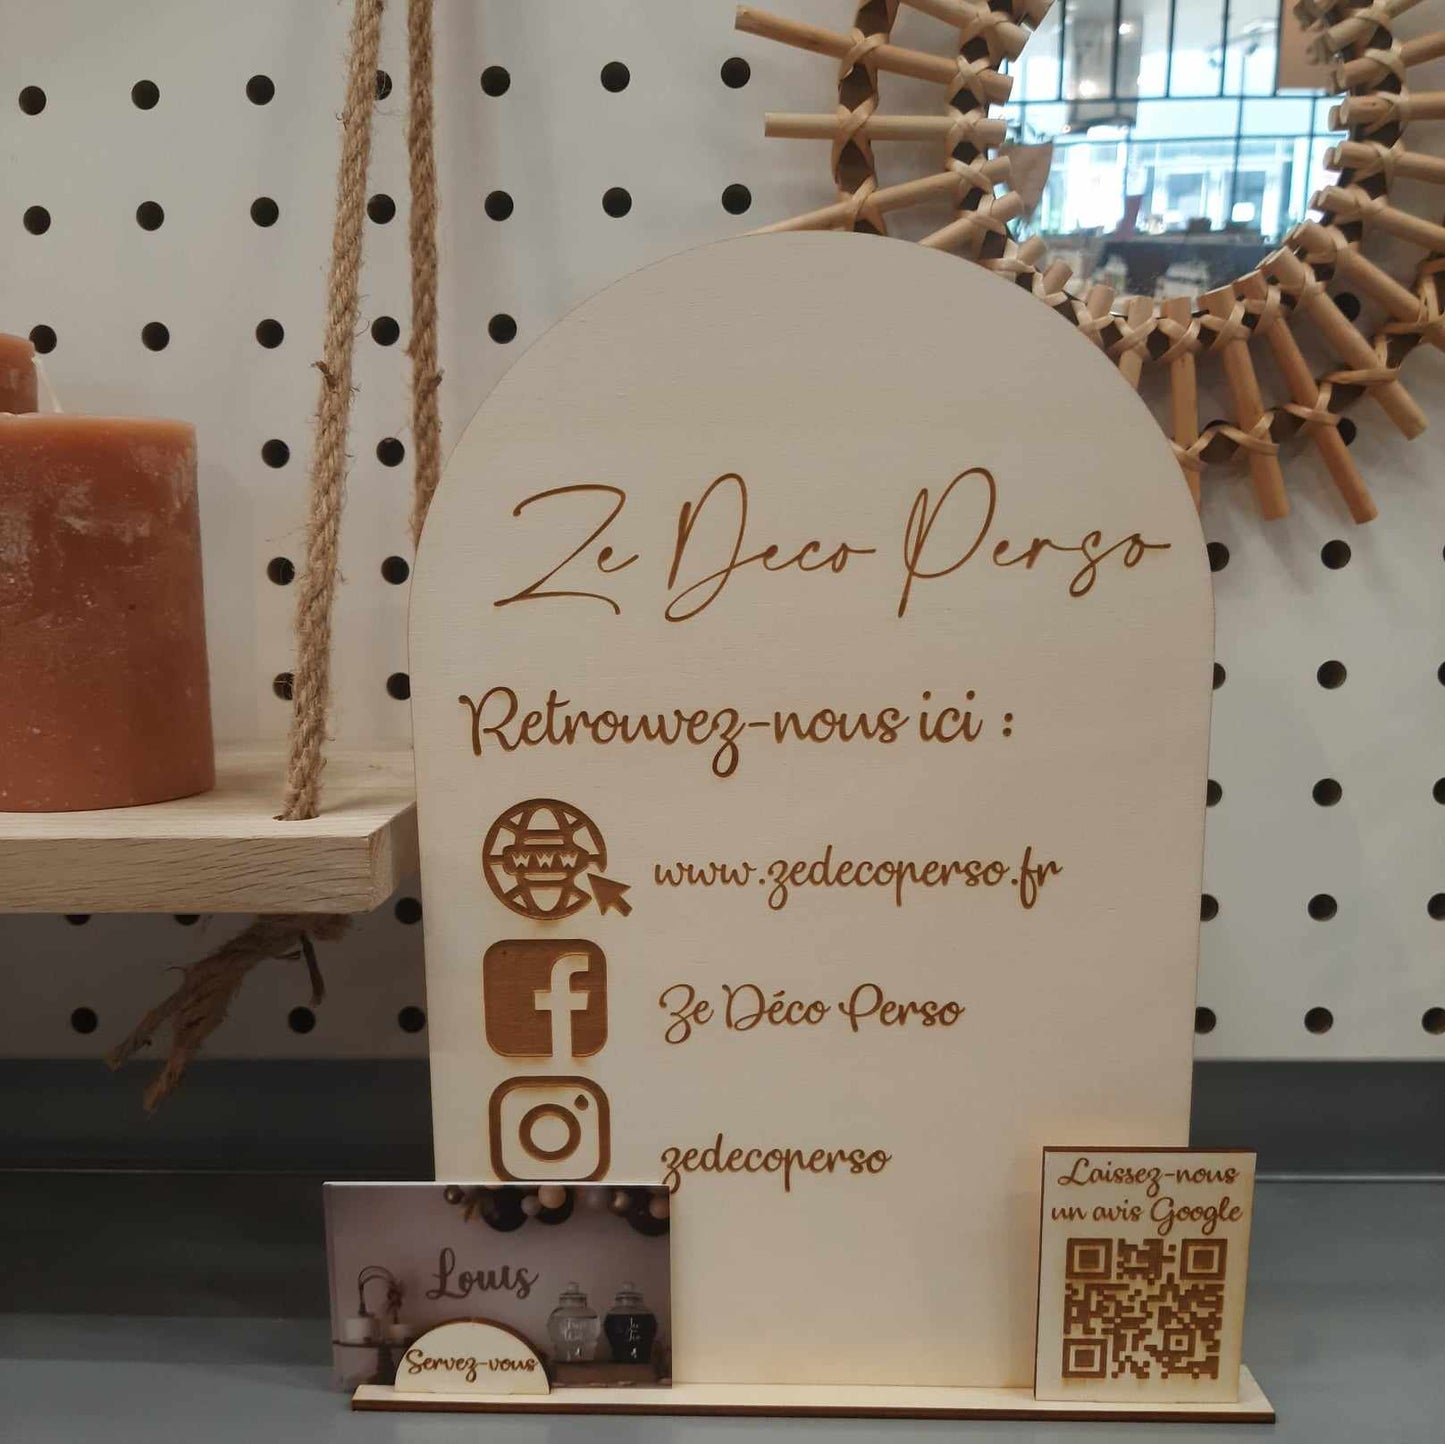 Ze Deco Perso
Retrouvez-nous ici :
www
www.zedecoperso.fr
f
Ze Déco Perso
zedecoperso
Louis
Servez-vous
Laissez-nous
un avis Google